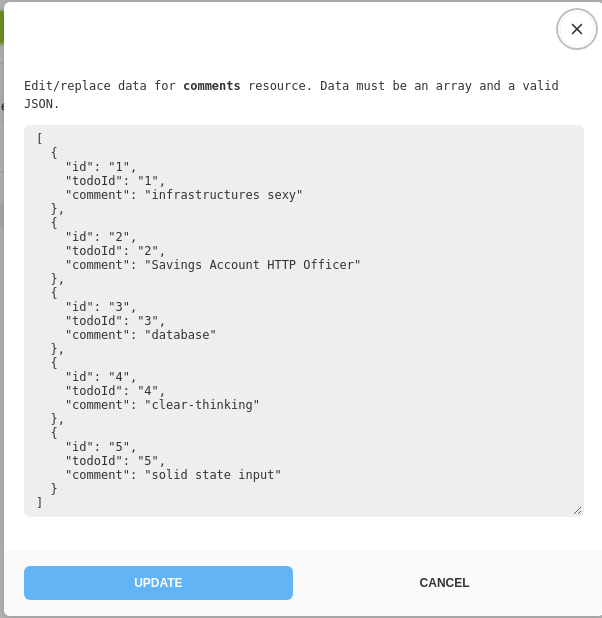 Edit/replace data for comments resource. Data must be an array and a valid
JSON.
[
  {
    "id": "1",
    "todoId": "1",
    "comment": "infrastructures sexy"
  },
  {
    "id": "2",
    "todoId": "2",
    "comment": "Savings Account HTTP Officer"
  },
  {
    "id": "3",
    "todoId": "3",
    "comment": "database"
  },
  {
    "id": "4",
    "todoId": "4",
    "comment": "clear-thinking"
  },
  {
    "id": "5",
    "todoId": "5",
    "comment": "solid state input"
  }
]
UPDATE CANCEL